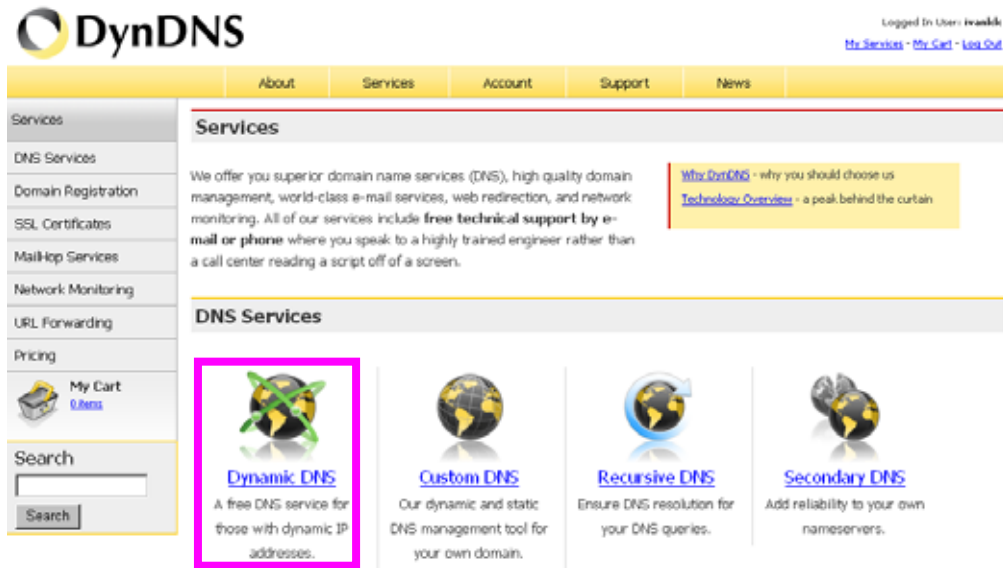 DynDNS
Logged In User: ivankk
My Services - My Cart - Log Out
About Services Account Support News
Services
DNS Services
Domain Registration
SSL Certificates
MailHop Services
Network Monitoring
URL Forwarding
Pricing
My Cart
0 items
Search
Search
Services
We offer you superior domain name services (DNS), high quality domain
management, world-class e-mail services, web redirection, and network
monitoring. All of our services include free technical support by e-
mail or phone where you speak to a highly trained engineer rather than
a call center reading a script off of a screen.
Why DynDNS - why you should choose us
Technology Overview - a peak behind the curtain
DNS Services
Dynamic DNS
A free DNS service for
those with dynamic IP
addresses.
Custom DNS
Our dynamic and static
DNS management tool for
your own domain.
Recursive DNS
Ensure DNS resolution for
your DNS queries.
Secondary DNS
Add reliability to your own
nameservers.